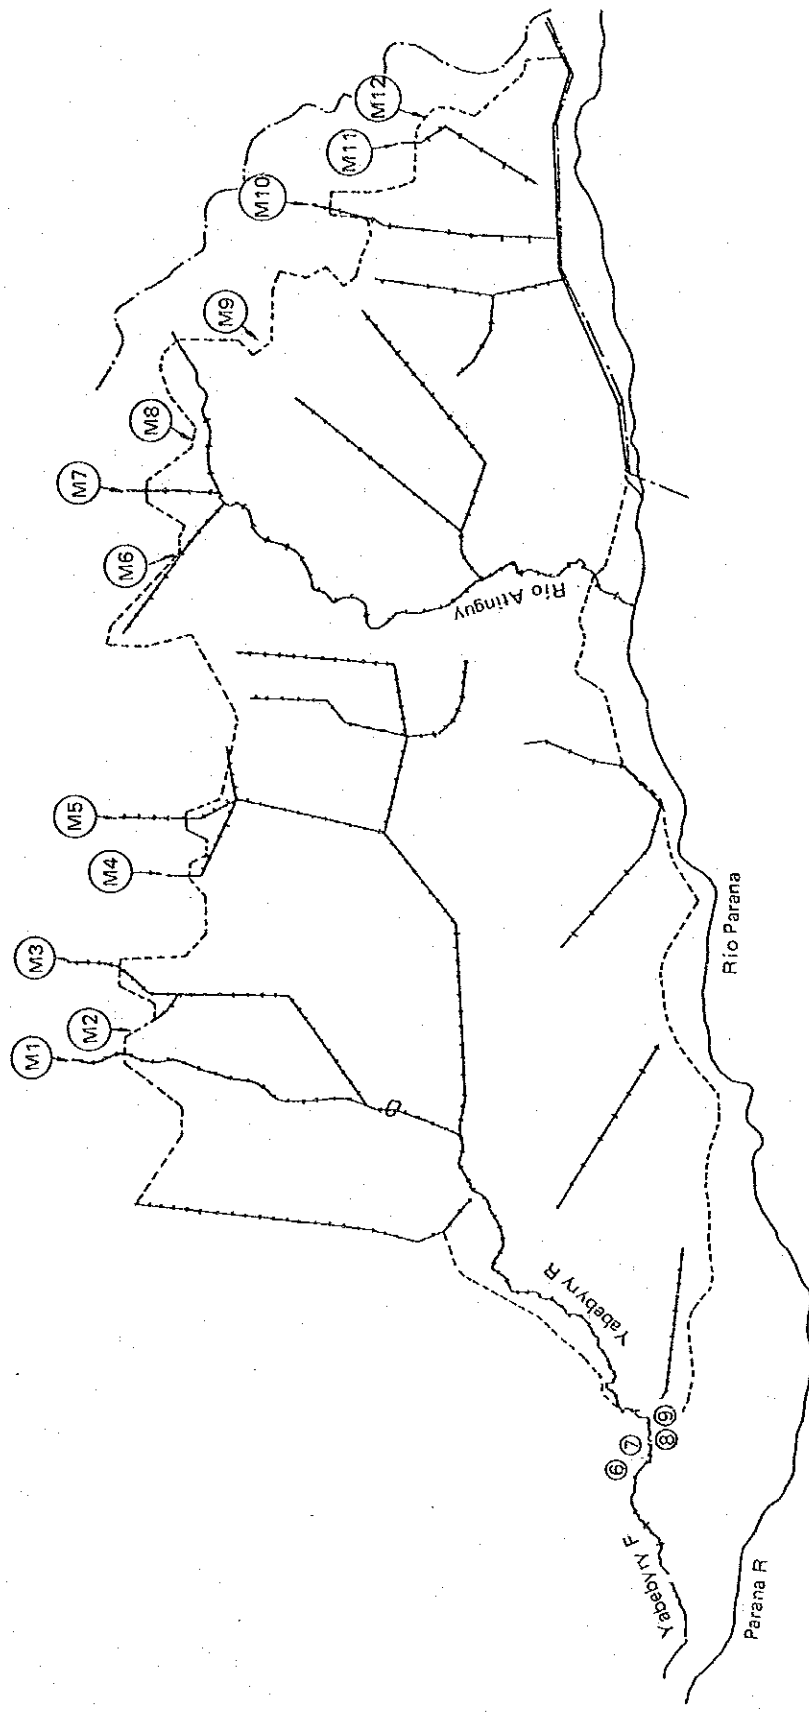 M1
M2
M3
M4
M5
M6
M7
M8
M9
M10
M11
M12
Río Atinguy
Río Parana
Yabebyry R
⑥
⑦
⑧
⑨
Yabebyry F
Parana R